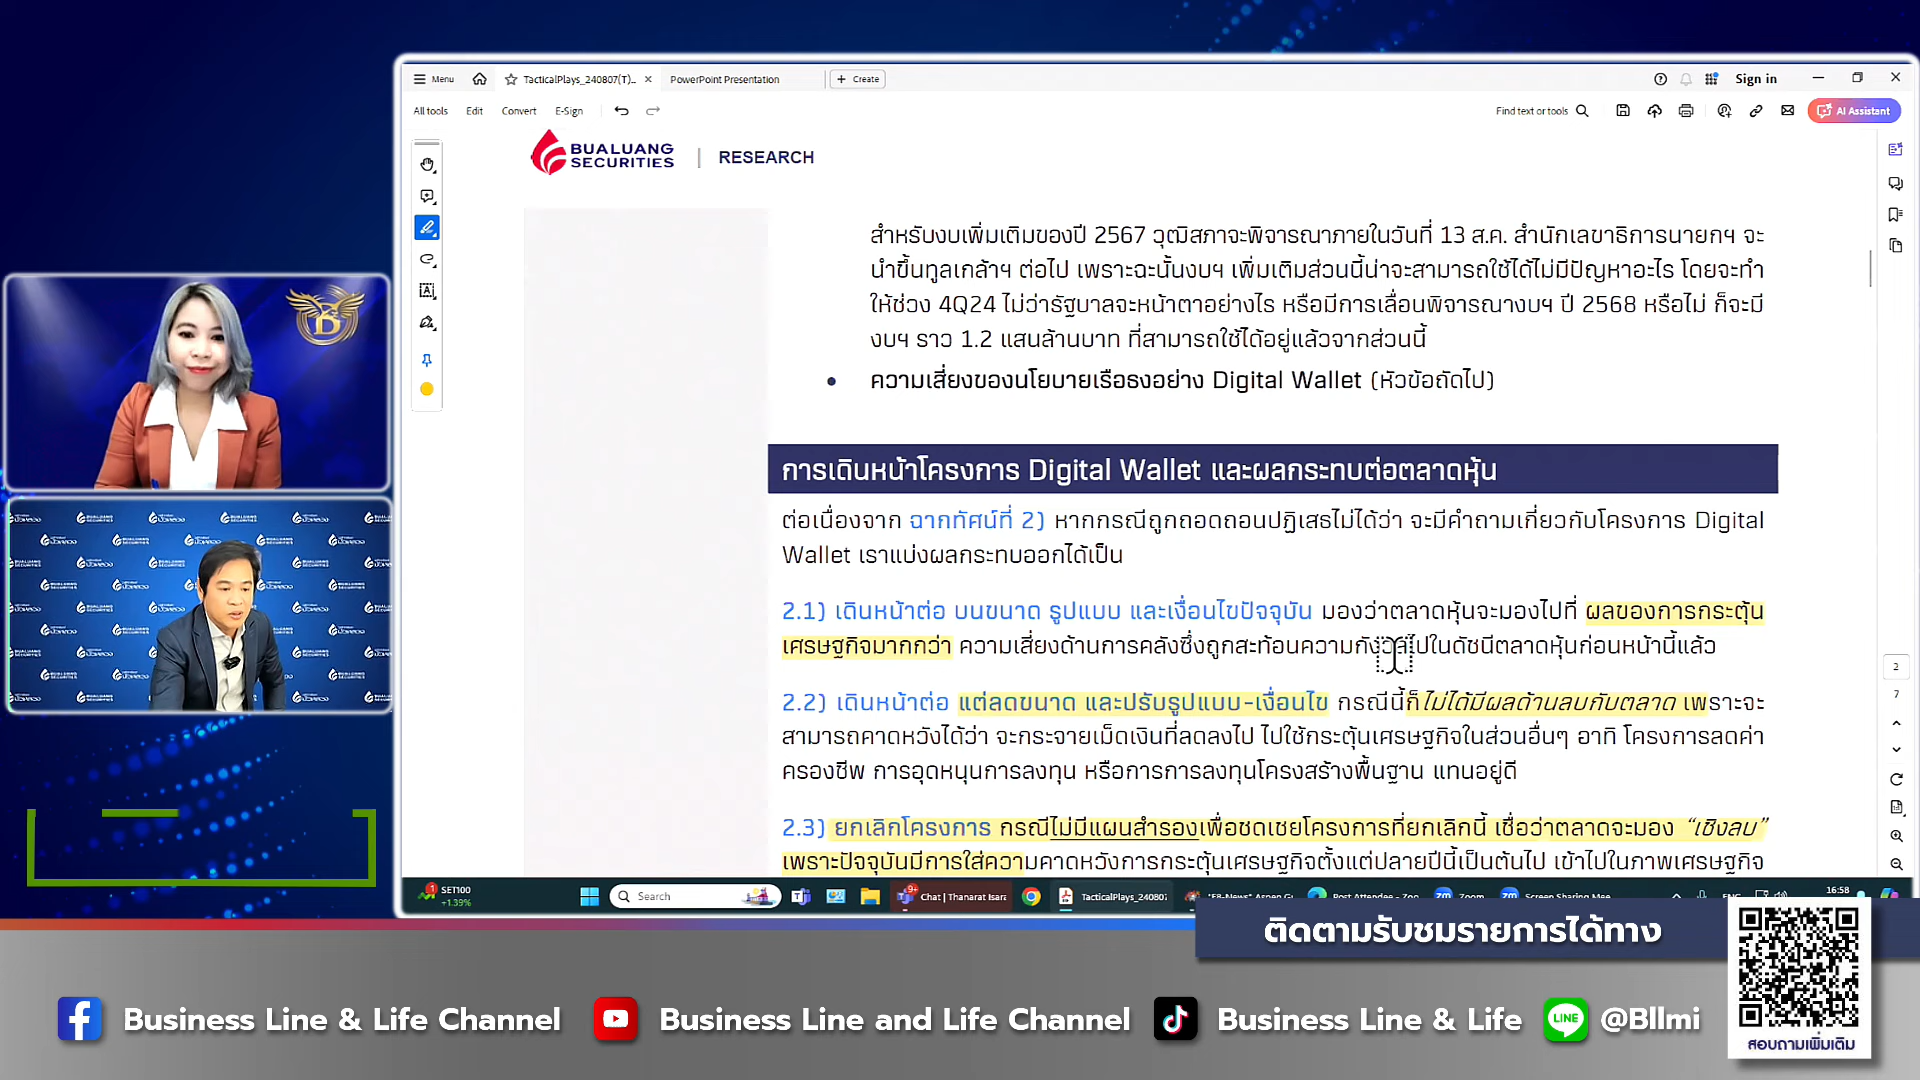 Menu
TacticalPlays_240807(T)...
PowerPoint Presentation
Create
Sign in
All tools
Edit
Convert
E-Sign
Find text or tools
AI Assistant
BUALUANG
SECURITIES
RESEARCH
สำหรับงบเพิ่มเติมของปี 2567 วุฒิสภาจะพิจารณาภายในวันที่ 13 ส.ค. สำนักเลขาธิการนายกฯ จะ
นำขึ้นทูลเกล้าฯ ต่อไป เพราะฉะนั้นงบฯ เพิ่มเติมส่วนนี้น่าจะสามารถใช้ได้ไม่มีปัญหาอะไร โดยจะทำ
ให้ช่วง 4Q24 ไม่ว่ารัฐบาลจะหน้าตาอย่างไร หรือมีการเลื่อนพิจารณางบฯ ปี 2568 หรือไม่ ก็จะมี
งบฯ ราว 1.2 แสนล้านบาท ที่สามารถใช้ได้อยู่แล้วจากส่วนนี้
• ความเสี่ยงของนโยบายเรือธงอย่าง Digital Wallet (หัวข้อถัดไป)
การเดินหน้าโครงการ Digital Wallet และผลกระทบต่อตลาดหุ้น
ต่อเนื่องจาก ฉากทัศน์ที่ 2) หากกรณีถูกถอดถอนปฏิเสธไม่ได้ว่า จะมีคำถามเกี่ยวกับโครงการ Digital
Wallet เราแบ่งผลกระทบออกได้เป็น
2.1) เดินหน้าต่อ บนขนาด รูปแบบ และเงื่อนไขปัจจุบัน มองว่าตลาดหุ้นจะมองไปที่ ผลของการกระตุ้น
เศรษฐกิจมากกว่า ความเสี่ยงด้านการคลังซึ่งถูกสะท้อนความกังวลไปในดัชนีตลาดหุ้นก่อนหน้านี้แล้ว
2.2) เดินหน้าต่อ แต่ลดขนาด และปรับรูปแบบ-เงื่อนไข กรณีนี้ก็ไม่ได้มีผลด้านลบกับตลาด เพราะจะ
สามารถคาดหวังได้ว่า จะกระจายเม็ดเงินที่ลดลงไป ไปใช้กระตุ้นเศรษฐกิจในส่วนอื่นๆ อาทิ โครงการลดค่า
ครองชีพ การอุดหนุนการลงทุน หรือการการลงทุนโครงสร้างพื้นฐาน แทนอยู่ดี
2.3) ยกเลิกโครงการ กรณีไม่มีแผนสำรองเพื่อชดเชยโครงการที่ยกเลิกนี้ เชื่อว่าตลาดจะมอง “เชิงลบ”
เพราะปัจจุบันมีการใส่ความคาดหวังการกระตุ้นเศรษฐกิจตั้งแต่ปลายปีนี้เป็นต้นไป เข้าไปในภาพเศรษฐกิจ
2
7
SET100
+1.39%
Search
Chat | Thanarat Isara
TacticalPlays_240807
Post Attendee - Zoo
Zoom
Screen Sharing Mee
ENG
16:58
ติดตามรับชมรายการได้ทาง
Business Line & Life Channel
Business Line and Life Channel
Business Line & Life
LINE
@Bllmi
สอบถามเพิ่มเติม